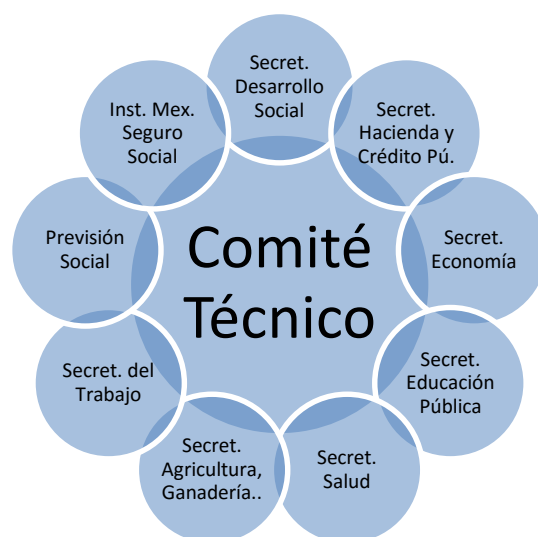 Secret.
Desarrollo
Social
Secret.
Hacienda y
Crédito Pú.
Secret.
Economía
Secret.
Educación
Pública
Secret.
Salud
Secret.
Agricultura,
Ganadería..
Secret. del
Trabajo
Previsión
Social
Inst. Mex.
Seguro
Social
Comité
Técnico